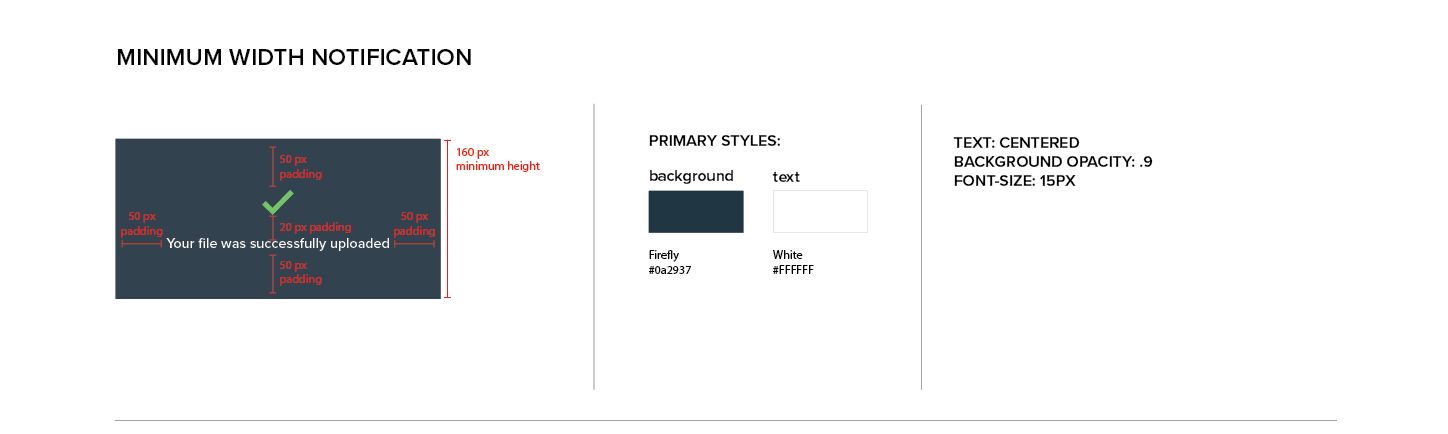 MINIMUM WIDTH NOTIFICATION
50 px
padding
50 px
padding
20 px padding
50 px
padding
Your file was successfully uploaded
50 px
padding
160 px
minimum height
PRIMARY STYLES:
background
text
Firefly
#0a2937
White
#FFFFFF
TEXT: CENTERED
BACKGROUND OPACITY: .9
FONT-SIZE: 15PX